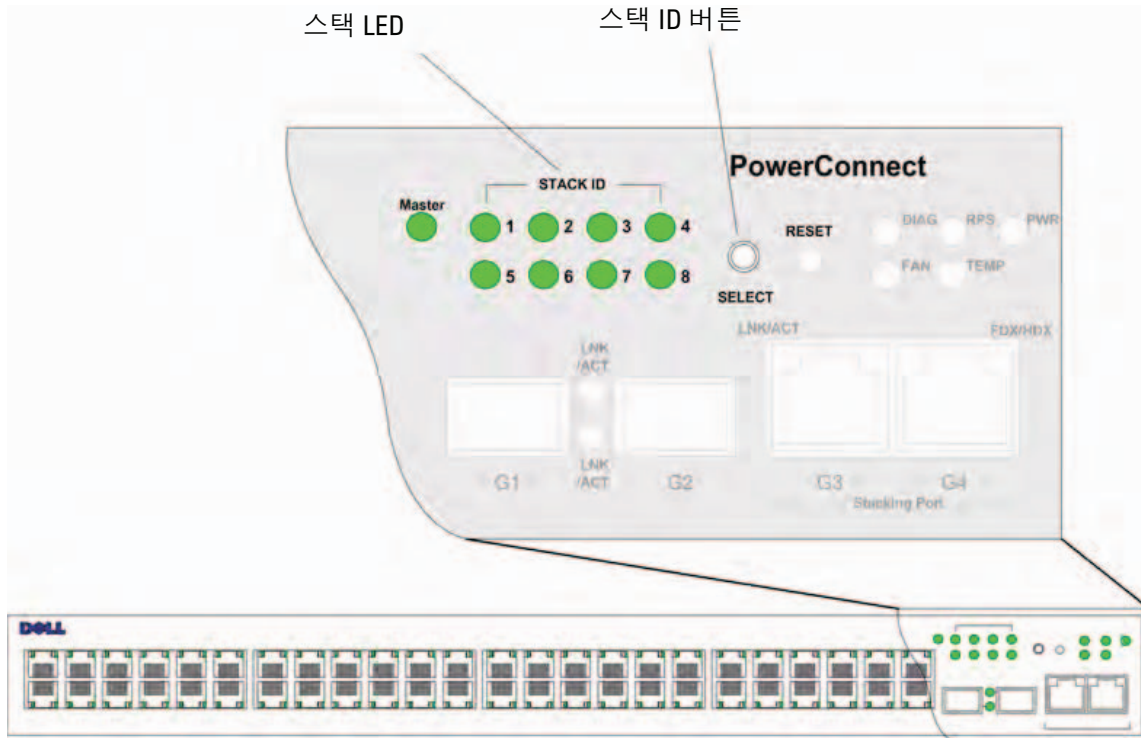 스택 LED
스택 ID 버튼
PowerConnect
STACK ID
Master
1 2 3 4
RESET
DIAG RPS PWR
5 6 7 8
FAN TEMP
SELECT
LNK/ACT FDX/HDX
LNK
/ACT
LNK
/ACT
G1 G2 G3 G4
Stacking Port
DELL